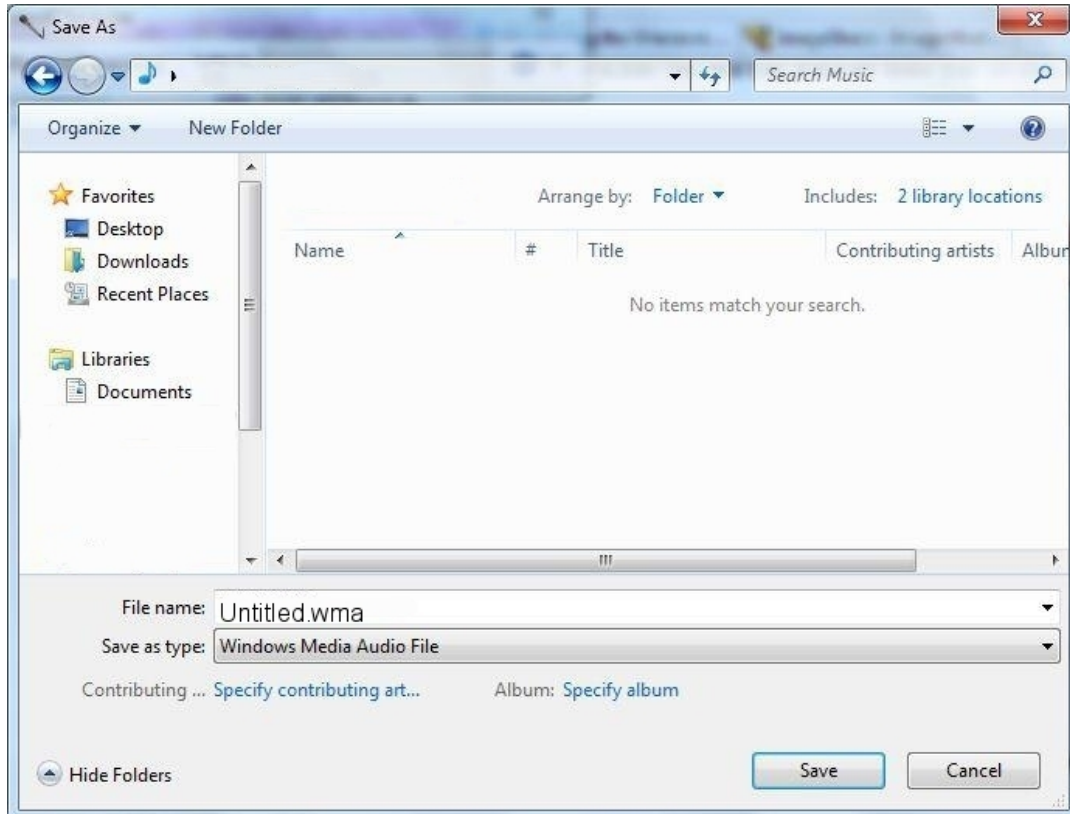 Save As
Search Music
Organize New Folder
Favorites Arrange by: Folder Includes: 2 library locations
Desktop
Name # Title Contributing artists Albur
Downloads
Recent Places No items match your search.
Libraries
Documents
File name: Untitled.wma
Save as type: Windows Media Audio File
Contributing ... Specify contributing art... Album: Specify album
Hide Folders Save Cancel